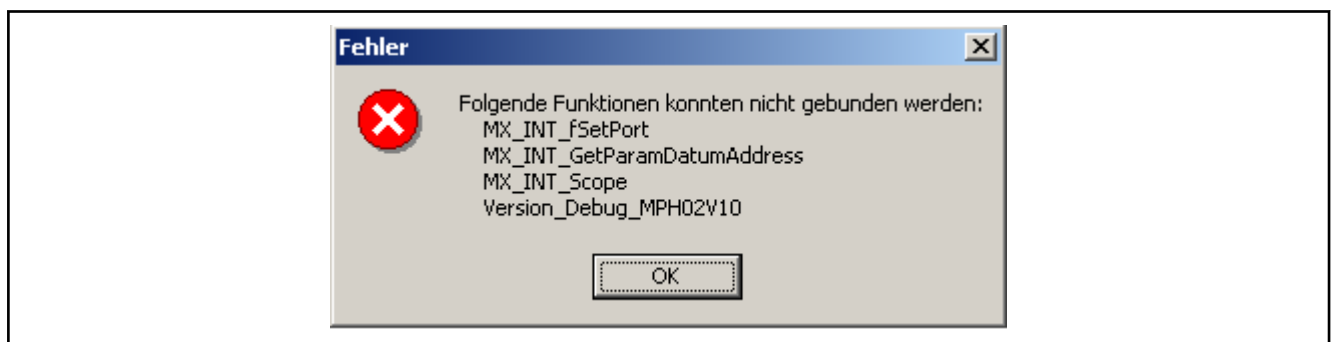 Fehler
Folgende Funktionen konnten nicht gebunden werden:
MX_INT_fSetPort
MX_INT_GetParamDatumAddress
MX_INT_Scope
Version_Debug_MPH02V10
OK